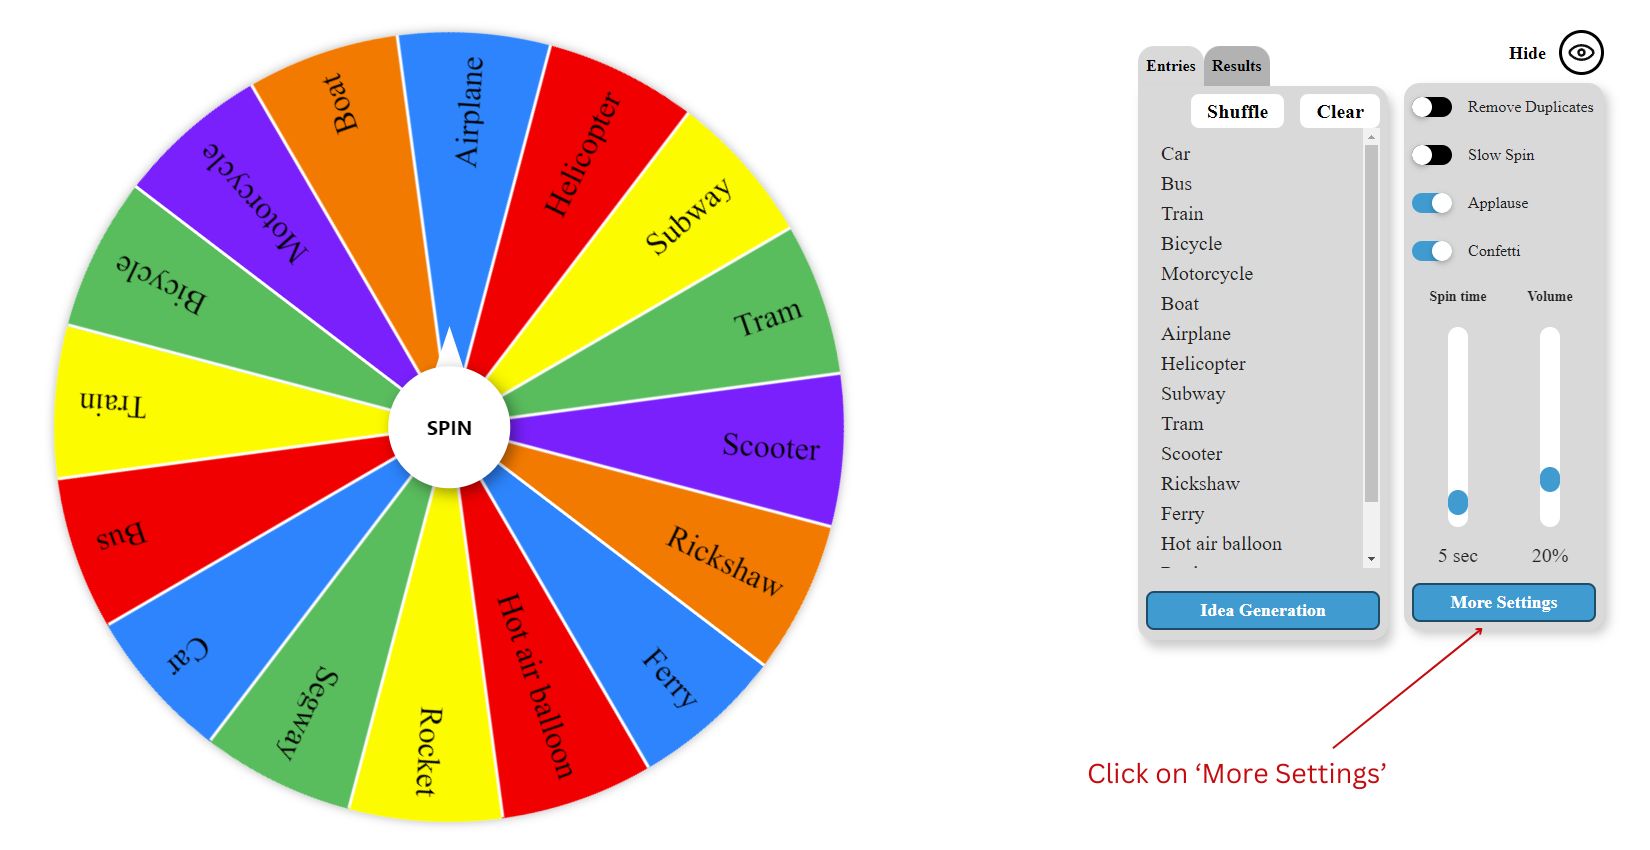 Airplane
Helicopter
Subway
Tram
Scooter
Rickshaw
Ferry
Hot air balloon
Rocket
Segway
Car
Bus
Train
Bicycle
Motorcycle
Boat
SPIN
Entries
Results
Shuffle
Clear
Car
Bus
Train
Bicycle
Motorcycle
Boat
Airplane
Helicopter
Subway
Tram
Scooter
Rickshaw
Ferry
Hot air balloon
Idea Generation
Hide
Remove Duplicates
Slow Spin
Applause
Confetti
Spin time
Volume
5 sec
20%
More Settings
Click on ‘More Settings’